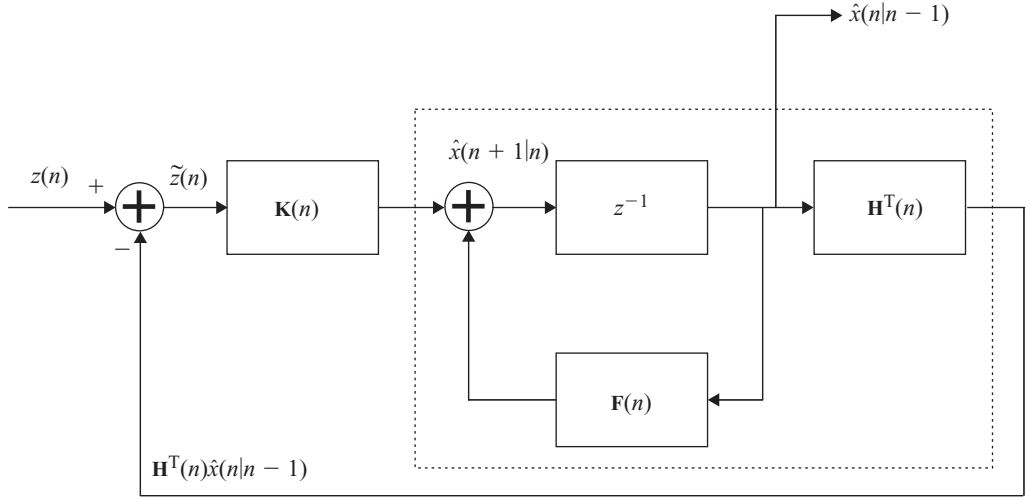 x̂(n|n − 1)
x̂(n + 1|n)
z(n)
+
z̃(n)
K(n)
z⁻¹
Hᵀ(n)
−
F(n)
Hᵀ(n)x̂(n|n − 1)